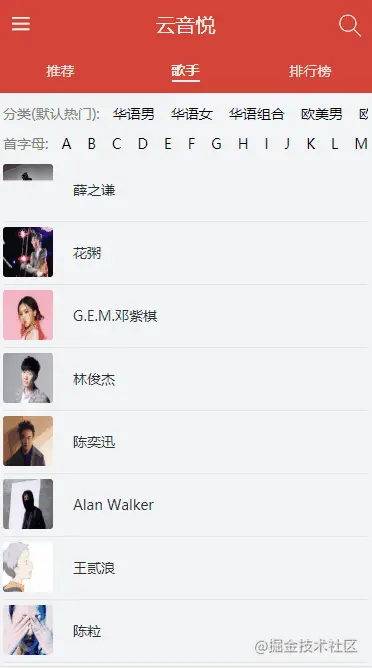 云音悦
推荐 歌手 排行榜
分类(默认热门): 华语男 华语女 华语组合 欧美男
首字母: A B C D E F G H I J K L M
薛之谦
花粥
G.E.M.邓紫棋
林俊杰
陈奕迅
Alan Walker
王贰浪
陈粒
@掘金技术社区